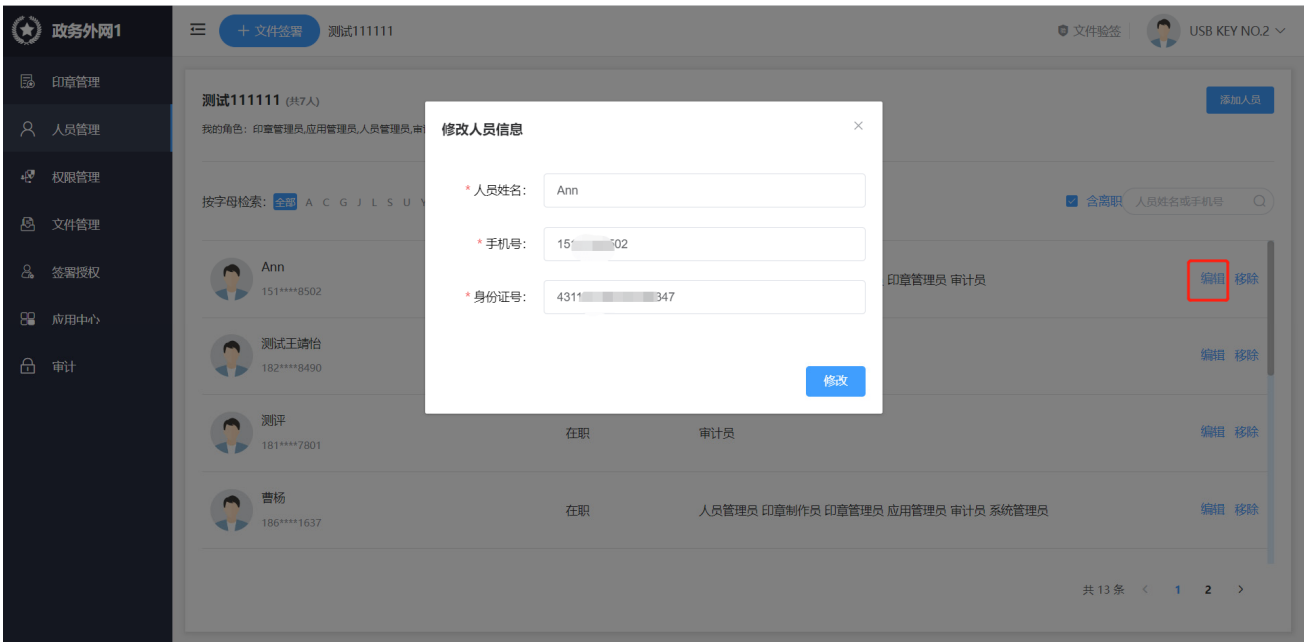 政务外网1
文件签署
测试111111
文件验签
USB KEY NO.2
印章管理
人员管理
权限管理
文件管理
签署授权
应用中心
审计
测试111111 (共7人)
添加人员
我的角色：印章管理员,应用管理员,人员管理员,审
按字母检索：全部 A C G J L S U Y
含离职
人员姓名或手机号
修改人员信息
* 人员姓名：
Ann
* 手机号：
15 502
* 身份证号：
4311 347
修改
Ann
151****8502
印章管理员 审计员
编辑 移除
测试王靖怡
182****8490
编辑 移除
测评
181****7801
在职
审计员
编辑 移除
曹杨
186****1637
在职
人员管理员 印章制作员 印章管理员 应用管理员 审计员 系统管理员
编辑 移除
共 13 条 < 1 2 >